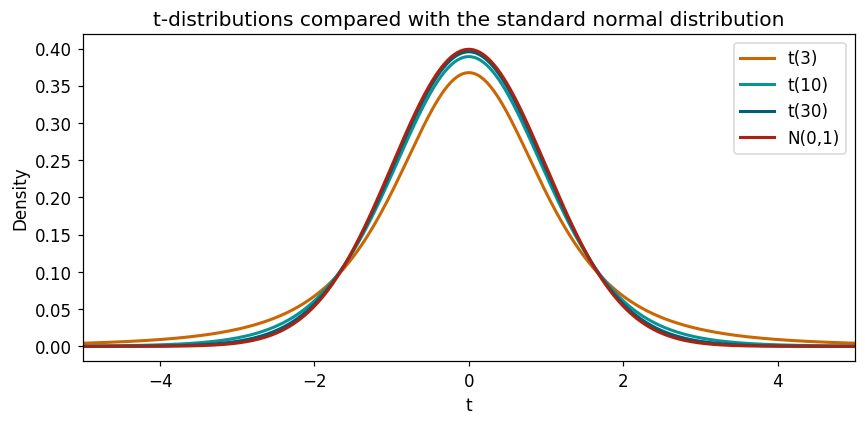 t-distributions compared with the standard normal distribution
0.40
0.35
0.30
0.25
0.20
0.15
0.10
0.05
0.00
Density
t(3)
t(10)
t(30)
N(0,1)
−4
−2
0
2
4
t